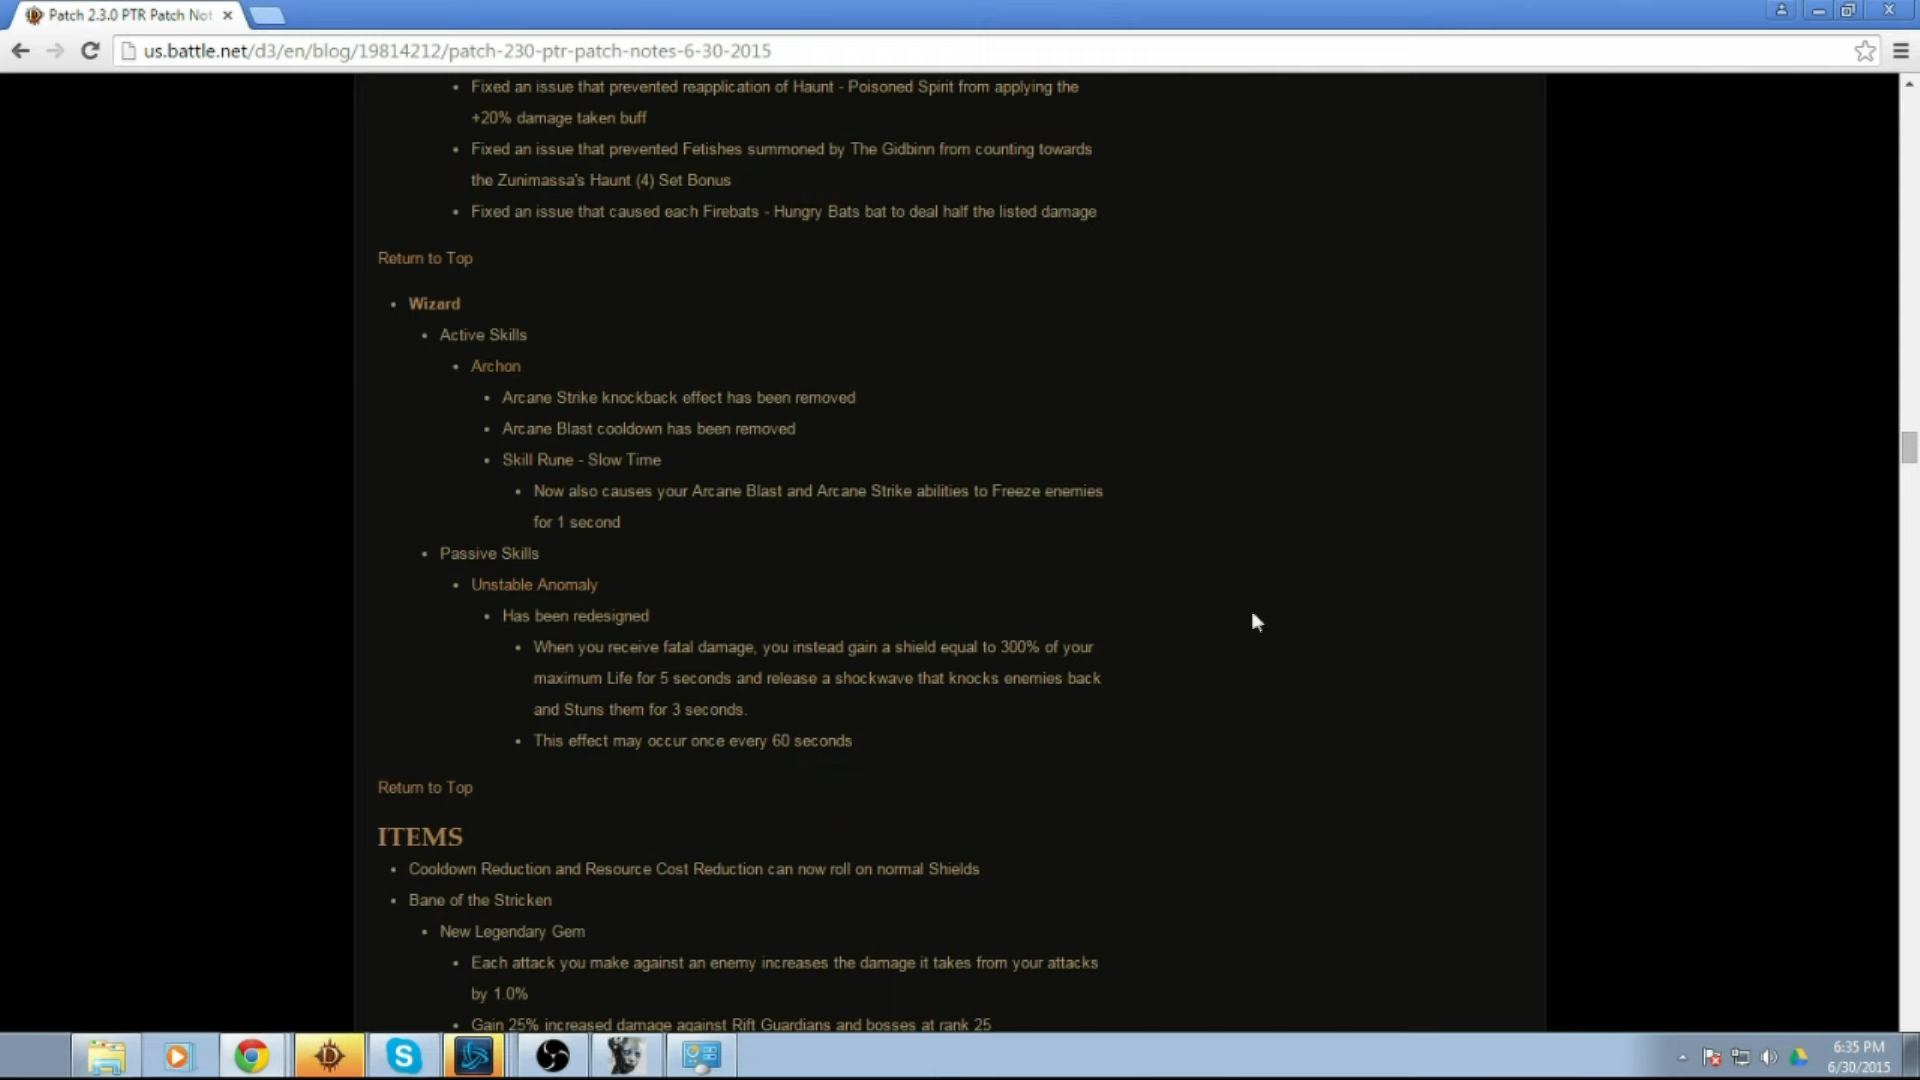 Patch 2.3.0 PTR Patch Not
us.battle.net/d3/en/blog/19814212/patch-230-ptr-patch-notes-6-30-2015
Fixed an issue that prevented reapplication of Haunt - Poisoned Spirit from applying the
+20% damage taken buff
Fixed an issue that prevented Fetishes summoned by The Gidbinn from counting towards
the Zunimassa's Haunt (4) Set Bonus
Fixed an issue that caused each Firebats - Hungry Bats bat to deal half the listed damage
Return to Top
Wizard
Active Skills
Archon
Arcane Strike knockback effect has been removed
Arcane Blast cooldown has been removed
Skill Rune - Slow Time
Now also causes your Arcane Blast and Arcane Strike abilities to Freeze enemies
for 1 second
Passive Skills
Unstable Anomaly
Has been redesigned
When you receive fatal damage, you instead gain a shield equal to 300% of your
maximum Life for 5 seconds and release a shockwave that knocks enemies back
and Stuns them for 3 seconds.
This effect may occur once every 60 seconds
Return to Top
ITEMS
Cooldown Reduction and Resource Cost Reduction can now roll on normal Shields
Bane of the Stricken
New Legendary Gem
Each attack you make against an enemy increases the damage it takes from your attacks
by 1.0%
Gain 25% increased damage against Rift Guardians and bosses at rank 25
6:35 PM
6/30/2015